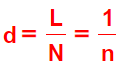 d = L/N = 1/n